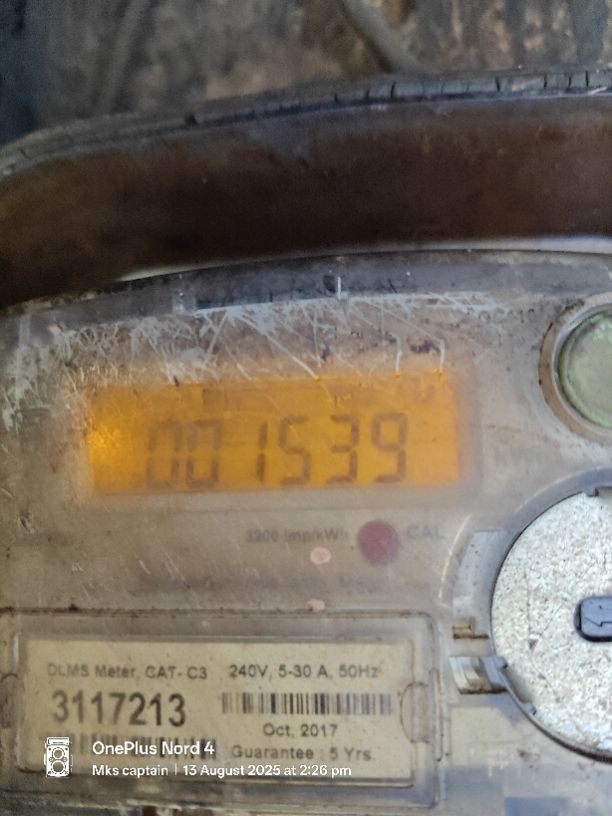 001539
3200 imp/kWh CAL
DLMS Meter, CAT- C3 240V, 5-30 A, 50Hz
3117213
Oct, 2017
Guarantee : 5 Yrs.
OnePlus Nord 4
Mks captain | 13 August 2025 at 2:26 pm